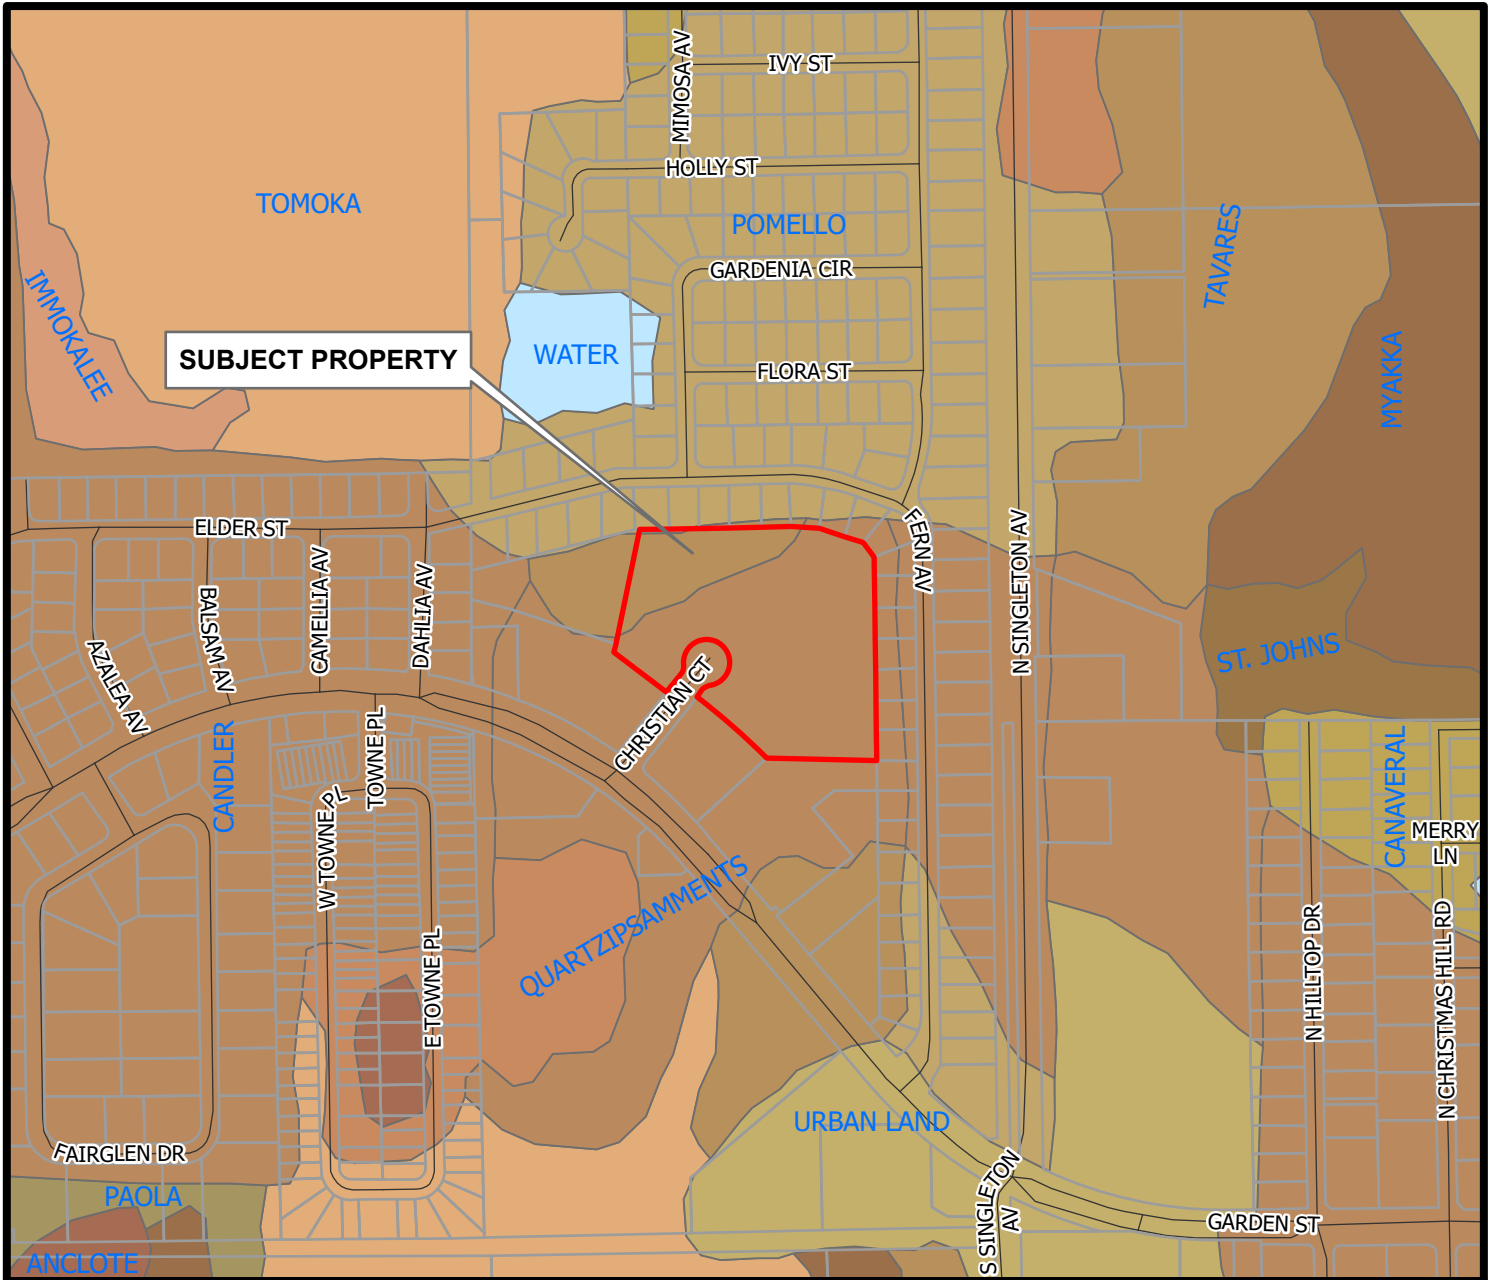 IVY ST
MIMOSA AV
HOLLY ST
TOMOKA
POMELLO
TAVARES
GARDENIA CIR
IMMOKALEE
WATER
SUBJECT PROPERTY
FLORA ST
MYAKKA
ELDER ST
FERN AV
N SINGLETON AV
CAMELLIA AV
DAHLIA AV
BALSAM AV
AZALEA AV
ST. JOHNS
CHRISTIAN CT
TOWNE PL
CANDLER
CANAVERAL
W TOWNE PL
MERRY
LN
QUARTZIPSAMMENTS
E TOWNE PL
N HILLTOP DR
N CHRISTMAS HILL RD
URBAN LAND
FAIRGLEN DR
PAOLA
S SINGLETON
AV
GARDEN ST
ANCLOTE